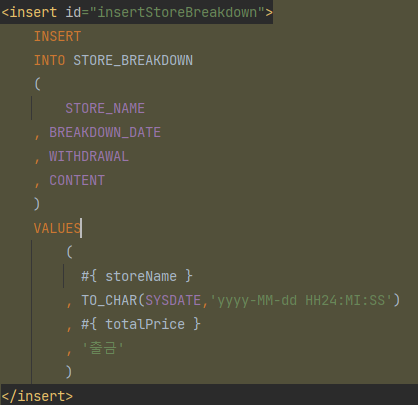 <insert id="insertStoreBreakdown">
INSERT
INTO STORE_BREAKDOWN
(
STORE_NAME
, BREAKDOWN_DATE
, WITHDRAWAL
, CONTENT
)
VALUES
(
#{ storeName }
, TO_CHAR(SYSDATE,'yyyy-MM-dd HH24:MI:SS')
, #{ totalPrice }
, '출금'
)
</insert>